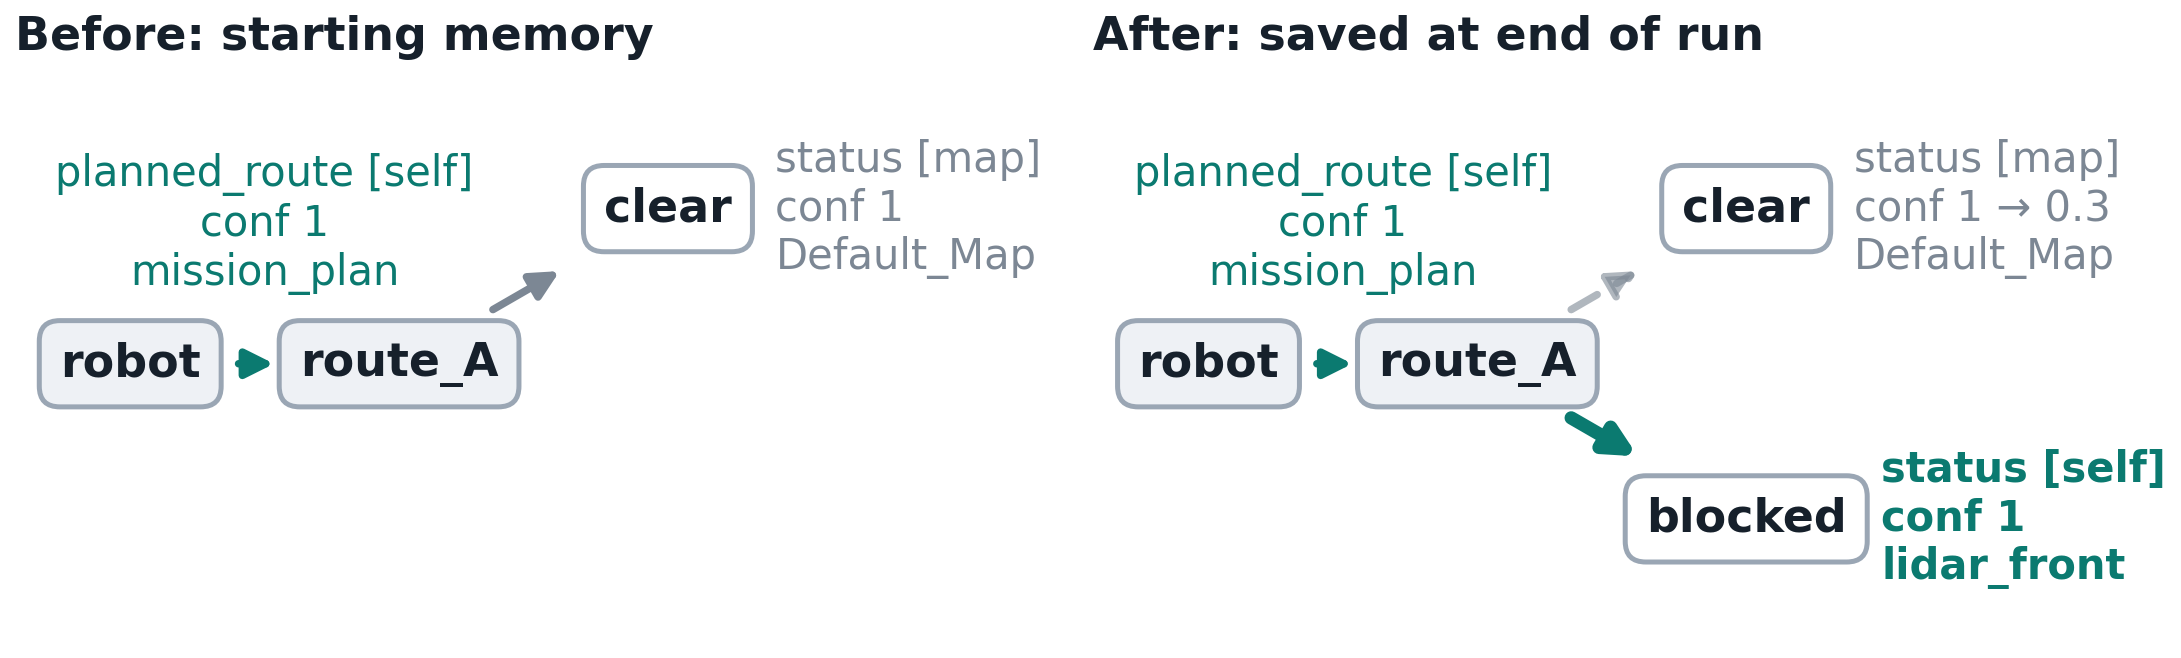 Before: starting memory
planned_route [self]
conf 1
mission_plan
clear
status [map]
conf 1
Default_Map
robot
route_A
After: saved at end of run
planned_route [self]
conf 1
mission_plan
clear
status [map]
conf 1 → 0.3
Default_Map
robot
route_A
blocked
status [self]
conf 1
lidar_front